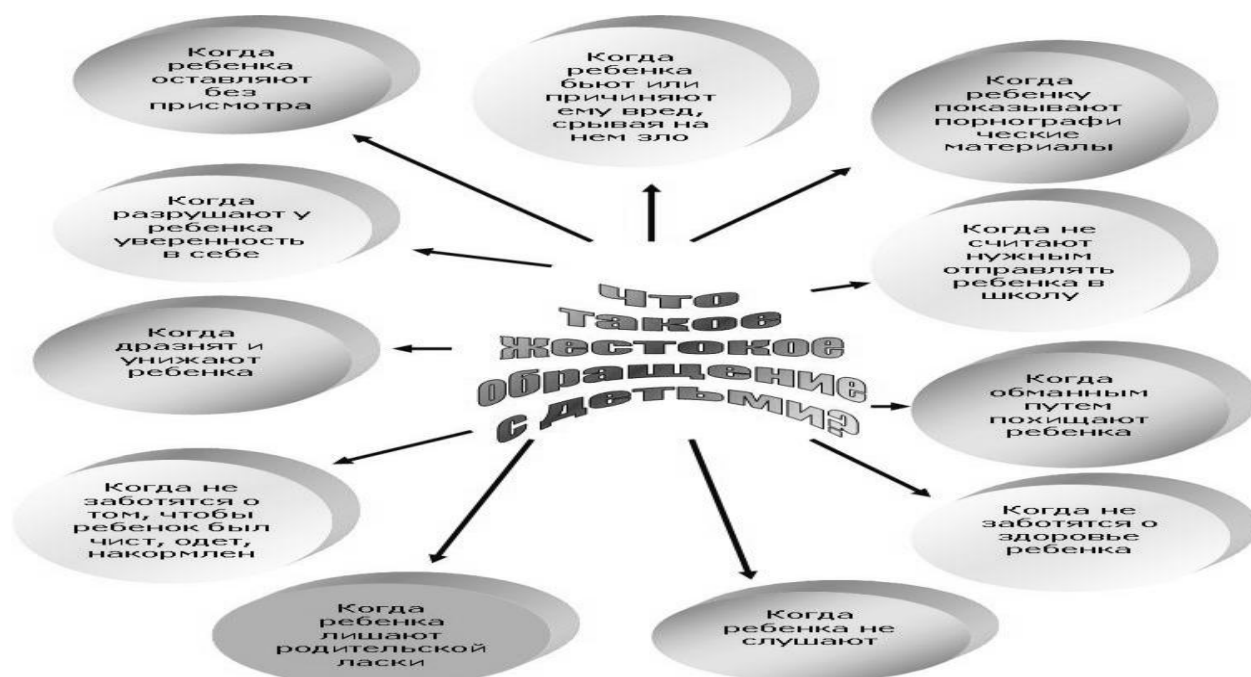 Когда
ребенка
оставляют
без
присмотра
Когда
ребенка
бьют или
причиняют
ему вред,
срывая на
нем зло
Когда
ребенку
показывают
порнографи
ческие
материалы
Когда
разрушают у
ребенка
уверенность
в себе
Когда не
считают
нужным
отправлять
ребенка в
школу
что
такое
жестокое
обращение
с детьми?
Когда
дразнят и
унижают
ребенка
Когда
обманным
путем
похищают
ребенка
Когда не
заботятся о
том, чтобы
ребенок был
чист, одет,
накормлен
Когда не
заботятся о
здоровье
ребенка
Когда
ребенка
лишают
родительской
ласки
Когда
ребенка не
слушают